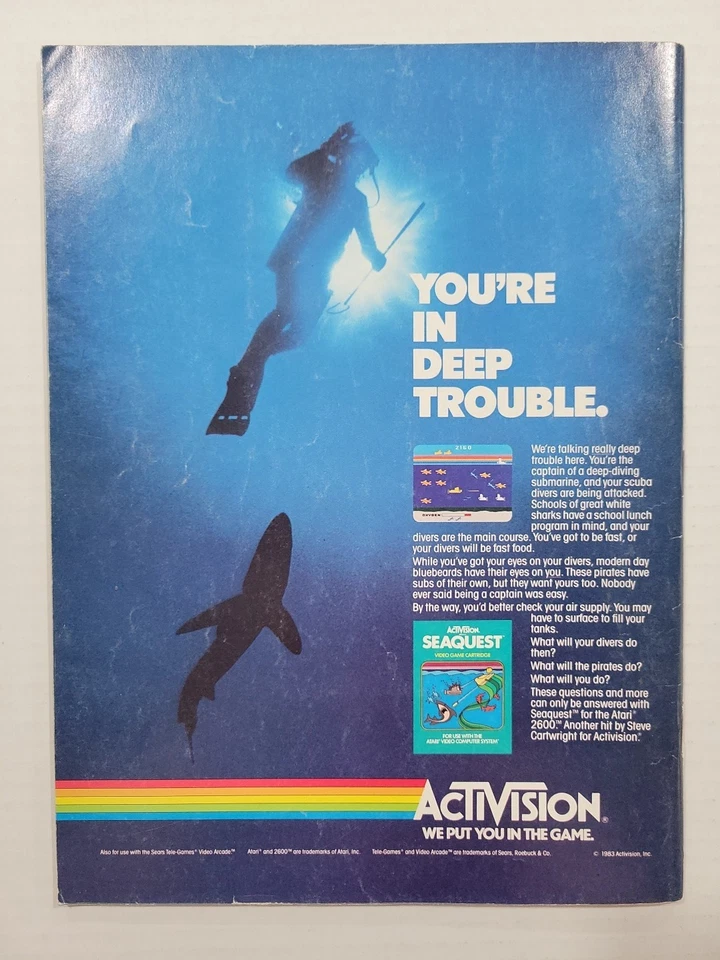 YOU'RE
IN
DEEP
TROUBLE.
2160
OXYGEN
We're talking really deep
trouble here. You're the
captain of a deep-diving
submarine, and your scuba
divers are being attacked.
Schools of great white
sharks have a school lunch
program in mind, and your
divers are the main course. You've got to be fast, or
your divers will be fast food.
While you've got your eyes on your divers, modern day
bluebeards have their eyes on you. These pirates have
subs of their own, but they want yours too. Nobody
ever said being a captain was easy.
By the way, you'd better check your air supply. You may
have to surface to fill your
tanks.
What will your divers do
then?
What will the pirates do?
What will you do?
These questions and more
can only be answered with
Seaquest™ for the Atari®
2600.™ Another hit by Steve
Cartwright for Activision.®
ACTIVISION
SEAQUEST™
VIDEO GAME CARTRIDGE
FOR USE WITH THE
ATARI® VIDEO COMPUTER SYSTEM™
ACTIVISION®
WE PUT YOU IN THE GAME.
Also for use with the Sears Tele-Games® Video Arcade.™ Atari® and 2600™ are trademarks of Atari, Inc. Tele-Games® and Video Arcade™ are trademarks of Sears, Roebuck & Co. © 1983 Activision, Inc.